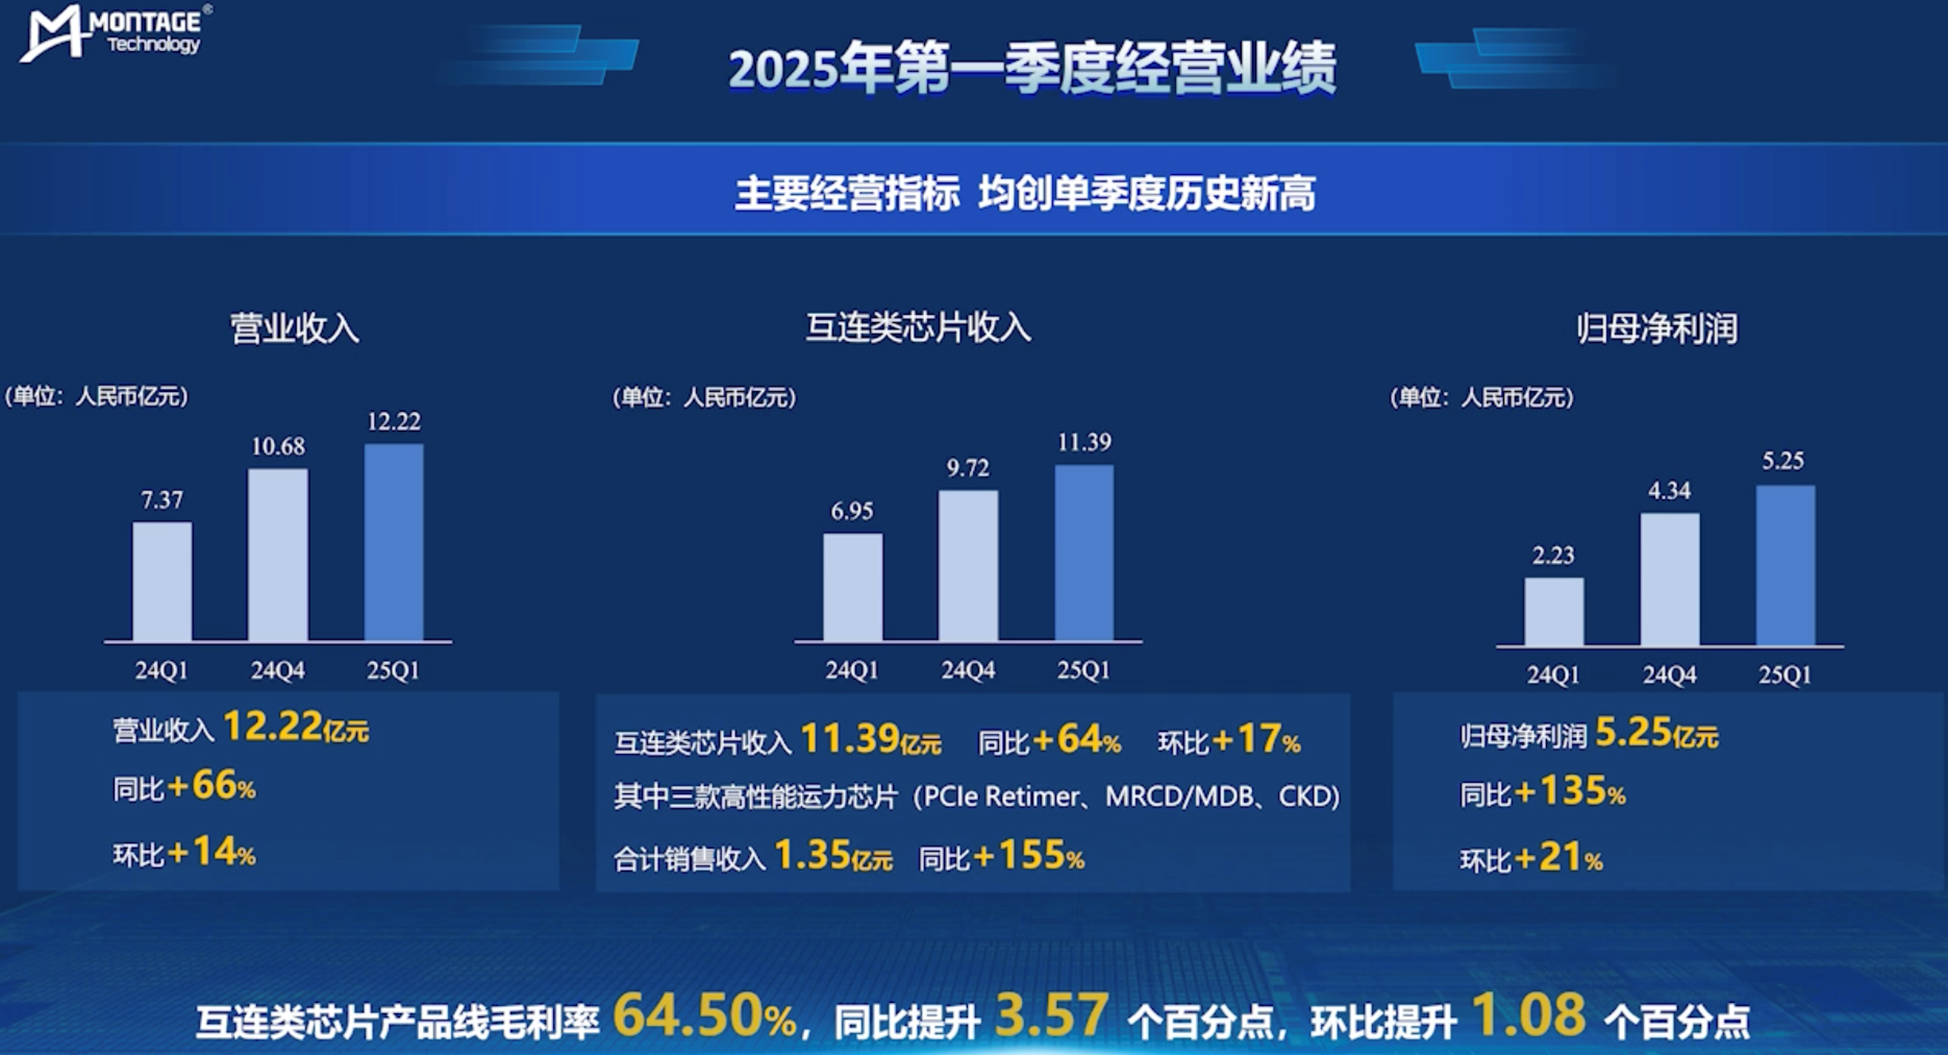 MONTAGE®
Technology
2025年第一季度经营业绩
主要经营指标 均创单季度历史新高
营业收入
(单位：人民币亿元)
7.37
10.68
12.22
24Q1
24Q4
25Q1
营业收入 12.22亿元
同比+66%
环比+14%
互连类芯片收入
(单位：人民币亿元)
6.95
9.72
11.39
24Q1
24Q4
25Q1
互连类芯片收入 11.39亿元 同比+64% 环比+17%
其中三款高性能运力芯片（PCIe Retimer、MRCD/MDB、CKD)
合计销售收入 1.35亿元 同比+155%
归母净利润
(单位：人民币亿元)
2.23
4.34
5.25
24Q1
24Q4
25Q1
归母净利润 5.25亿元
同比+135%
环比+21%
互连类芯片产品线毛利率 64.50%，同比提升 3.57 个百分点，环比提升 1.08 个百分点